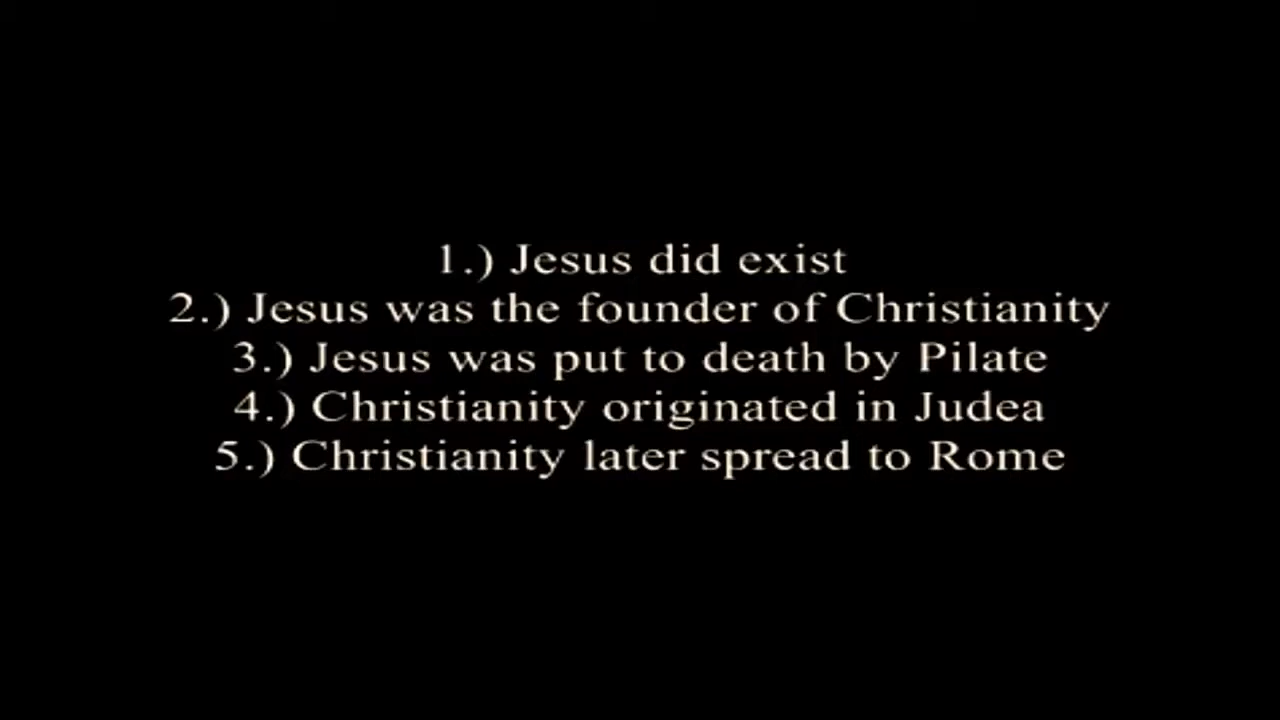 1.) Jesus did exist
2.) Jesus was the founder of Christianity
3.) Jesus was put to death by Pilate
4.) Christianity originated in Judea
5.) Christianity later spread to Rome